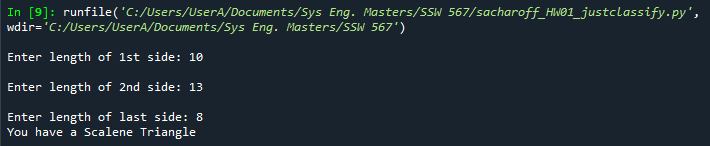 In [9]: runfile('C:/Users/UserA/Documents/Sys Eng. Masters/SSW 567/sacharoff_HW01_justclassify.py',
wdir='C:/Users/UserA/Documents/Sys Eng. Masters/SSW 567')
Enter length of 1st side: 10
Enter length of 2nd side: 13
Enter length of last side: 8
You have a Scalene Triangle